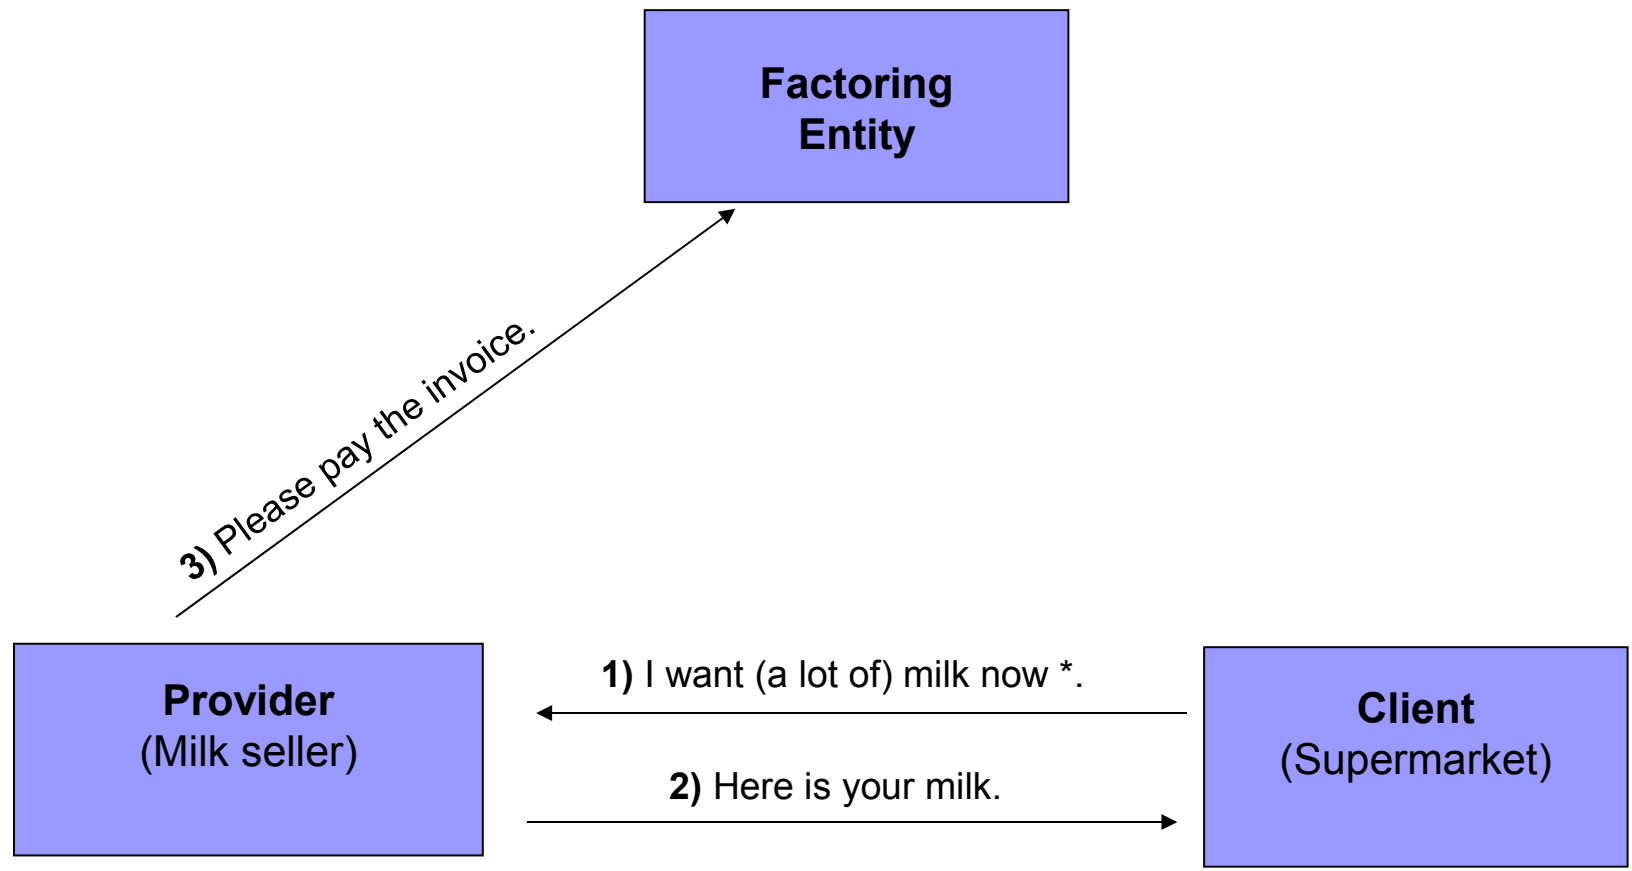 Factoring
Entity
3) Please pay the invoice.
1) I want (a lot of) milk now *.
Provider
(Milk seller)
Client
(Supermarket)
2) Here is your milk.